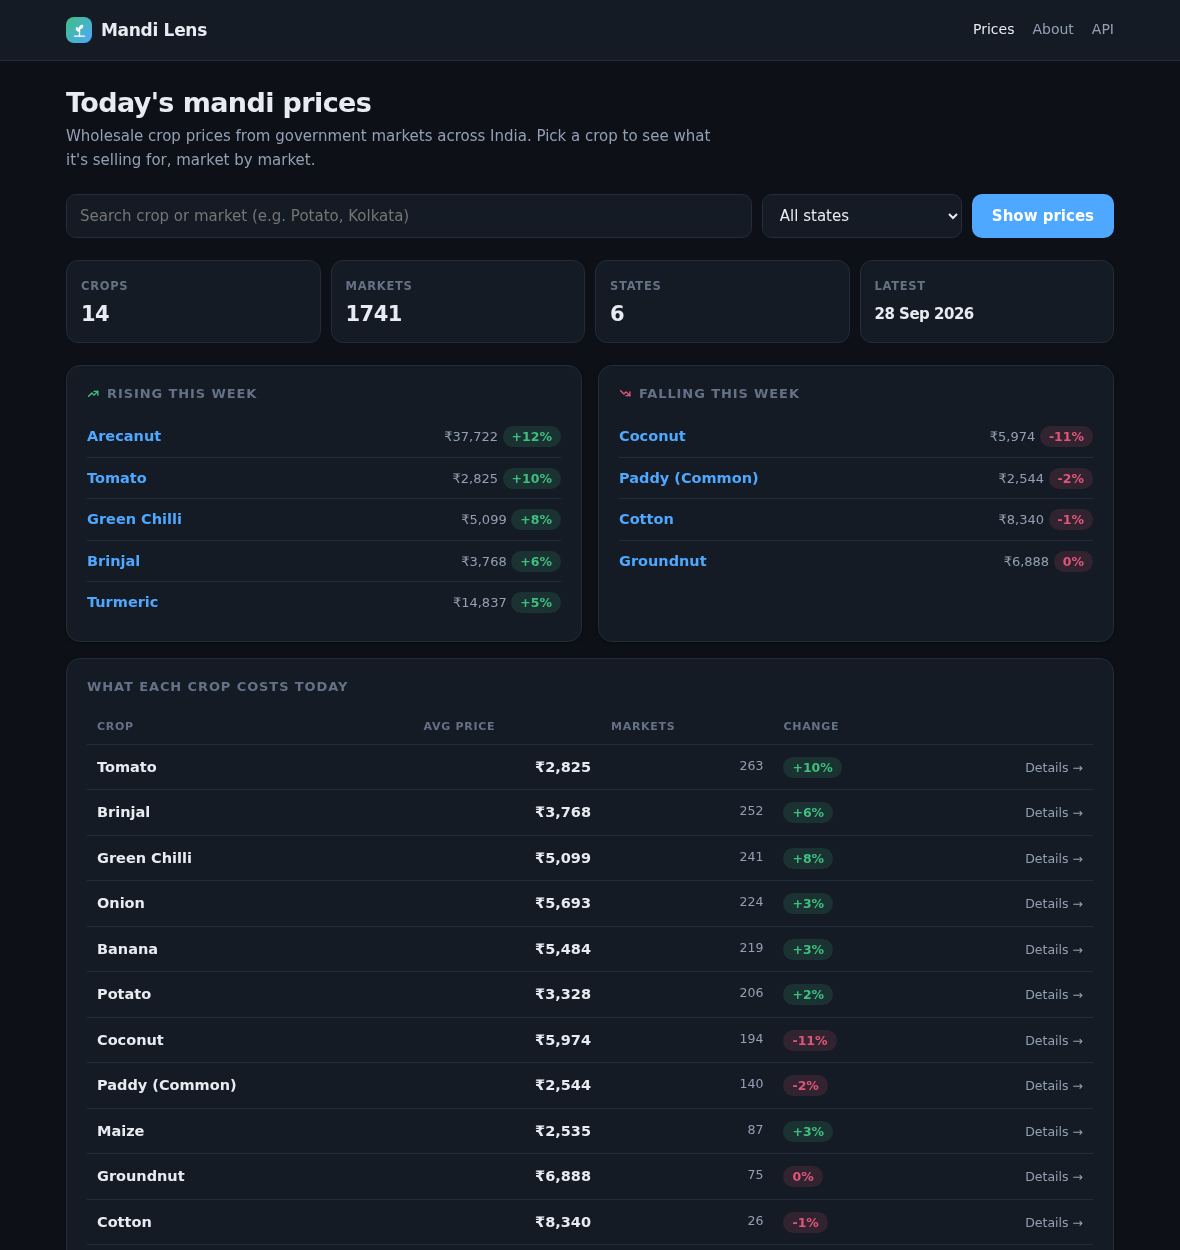 Mandi Lens
Prices About API
Today's mandi prices
Wholesale crop prices from government markets across India. Pick a crop to see what
it's selling for, market by market.
Search crop or market (e.g. Potato, Kolkata)
All states
Show prices
CROPS
14
MARKETS
1741
STATES
6
LATEST
28 Sep 2026
RISING THIS WEEK
Arecanut ₹37,722 +12%
Tomato ₹2,825 +10%
Green Chilli ₹5,099 +8%
Brinjal ₹3,768 +6%
Turmeric ₹14,837 +5%
FALLING THIS WEEK
Coconut ₹5,974 -11%
Paddy (Common) ₹2,544 -2%
Cotton ₹8,340 -1%
Groundnut ₹6,888 0%
WHAT EACH CROP COSTS TODAY
CROP AVG PRICE MARKETS CHANGE
Tomato ₹2,825 263 +10% Details →
Brinjal ₹3,768 252 +6% Details →
Green Chilli ₹5,099 241 +8% Details →
Onion ₹5,693 224 +3% Details →
Banana ₹5,484 219 +3% Details →
Potato ₹3,328 206 +2% Details →
Coconut ₹5,974 194 -11% Details →
Paddy (Common) ₹2,544 140 -2% Details →
Maize ₹2,535 87 +3% Details →
Groundnut ₹6,888 75 0% Details →
Cotton ₹8,340 26 -1% Details →